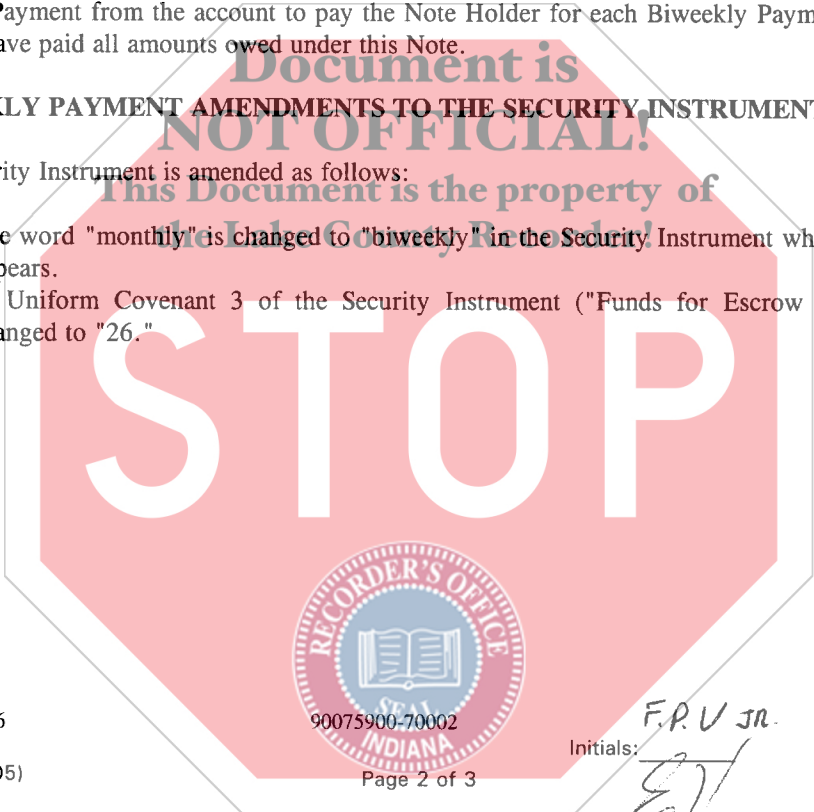 Payment from the account to pay the Note Holder for each Biweekly Paym
ave paid all amounts owed under this Note.
Document is
KLY PAYMENT AMENDMENTS TO THE SECURITY INSTRUMENT
NOT OFFICIAL!
rity Instrument is amended as follows:
This Document is the property of
e word "monthly" is changed to "biweekly" in the Security Instrument wh
the Lake County Recorder!
pears.
Uniform Covenant 3 of the Security Instrument ("Funds for Escrow
anged to "26."
STOP
RECORDER'S OFFICE
SEAL
INDIANA
6
90075900-70002
F.P.V JR.
Initials:
05)
Page 2 of 3